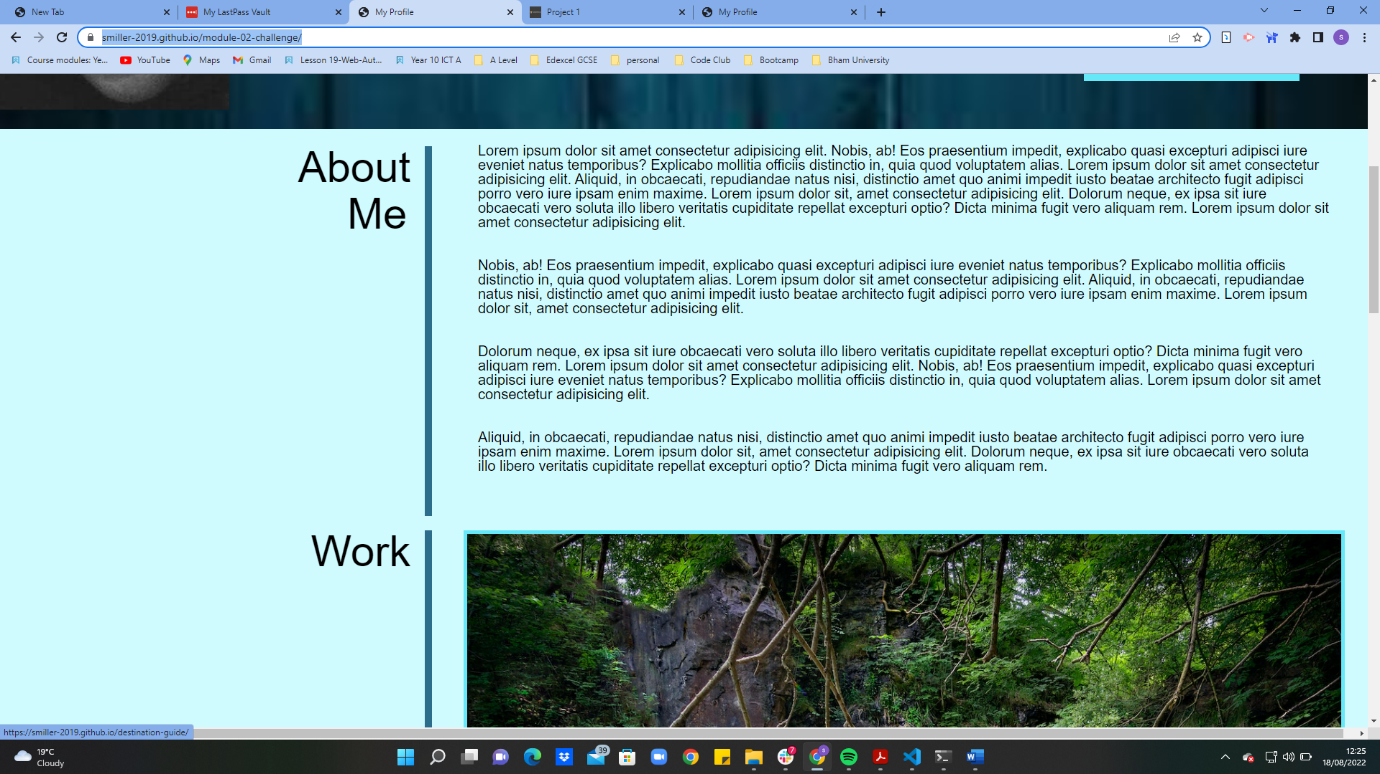 New Tab
My LastPass Vault
My Profile
Project 1
My Profile
smiller-2019.github.io/module-02-challenge/
S
Course modules: Ye...
YouTube
Maps
Gmail
Lesson 19-Web-Aut...
Year 10 ICT A
A Level
Edexcel GCSE
personal
Code Club
Bootcamp
Bham University
About
Me
Lorem ipsum dolor sit amet consectetur adipisicing elit. Nobis, ab! Eos praesentium impedit, explicabo quasi excepturi adipisci iure
eveniet natus temporibus? Explicabo mollitia officiis distinctio in, quia quod voluptatem alias. Lorem ipsum dolor sit amet consectetur
adipisicing elit. Aliquid, in obcaecati, repudiandae natus nisi, distinctio amet quo animi impedit iusto beatae architecto fugit adipisci
porro vero iure ipsam enim maxime. Lorem ipsum dolor sit, amet consectetur adipisicing elit. Dolorum neque, ex ipsa sit iure
obcaecati vero soluta illo libero veritatis cupiditate repellat excepturi optio? Dicta minima fugit vero aliquam rem. Lorem ipsum dolor sit
amet consectetur adipisicing elit.
Nobis, ab! Eos praesentium impedit, explicabo quasi excepturi adipisci iure eveniet natus temporibus? Explicabo mollitia officiis
distinctio in, quia quod voluptatem alias. Lorem ipsum dolor sit amet consectetur adipisicing elit. Aliquid, in obcaecati, repudiandae
natus nisi, distinctio amet quo animi impedit iusto beatae architecto fugit adipisci porro vero iure ipsam enim maxime. Lorem ipsum
dolor sit, amet consectetur adipisicing elit.
Dolorum neque, ex ipsa sit iure obcaecati vero soluta illo libero veritatis cupiditate repellat excepturi optio? Dicta minima fugit vero
aliquam rem. Lorem ipsum dolor sit amet consectetur adipisicing elit. Nobis, ab! Eos praesentium impedit, explicabo quasi excepturi
adipisci iure eveniet natus temporibus? Explicabo mollitia officiis distinctio in, quia quod voluptatem alias. Lorem ipsum dolor sit amet
consectetur adipisicing elit.
Aliquid, in obcaecati, repudiandae natus nisi, distinctio amet quo animi impedit iusto beatae architecto fugit adipisci porro vero iure
ipsam enim maxime. Lorem ipsum dolor sit, amet consectetur adipisicing elit. Dolorum neque, ex ipsa sit iure obcaecati vero soluta
illo libero veritatis cupiditate repellat excepturi optio? Dicta minima fugit vero aliquam rem.
Work
https://smiller-2019.github.io/destination-guide/
19°C
Cloudy
39
7
12:25
18/08/2022